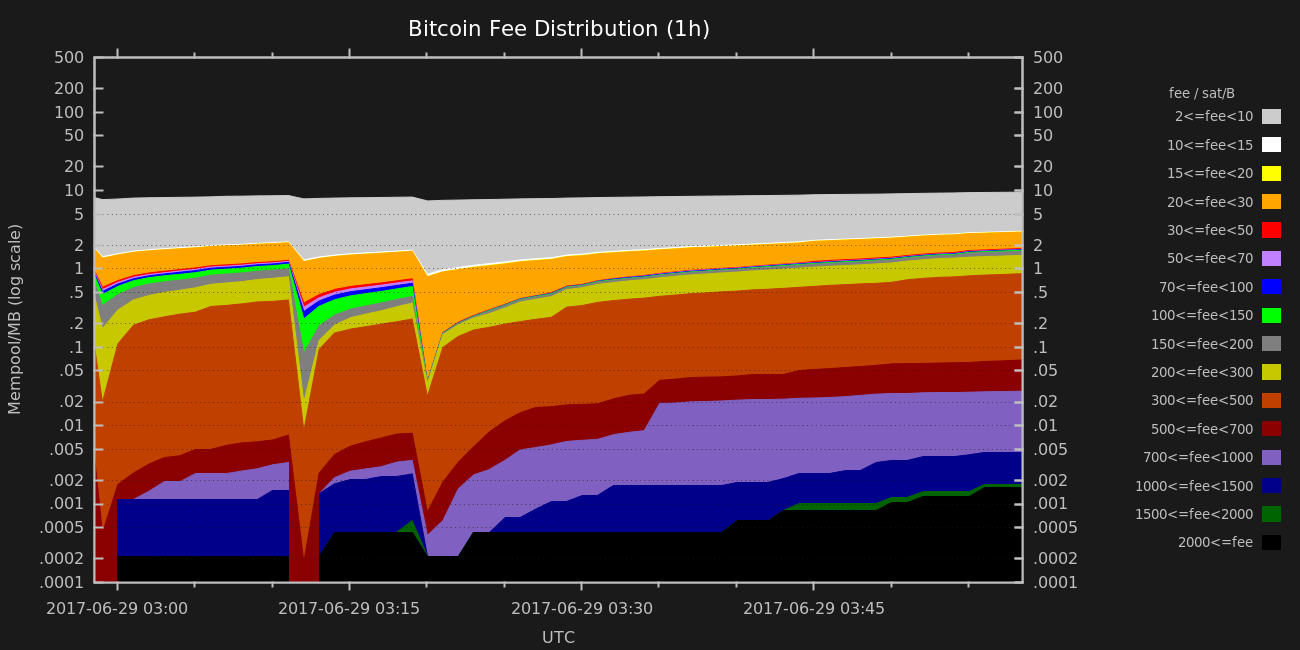 Bitcoin Fee Distribution (1h)
500 500
200 200
100 100
50 50
20 20
10 10
5 5
2 2
1 1
.5 .5
.2 .2
.1 .1
.05 .05
.02 .02
.01 .01
.005 .005
.002 .002
.001 .001
.0005 .0005
.0002 .0002
.0001 .0001
Mempool/MB (log scale)
2017-06-29 03:00 2017-06-29 03:15 2017-06-29 03:30 2017-06-29 03:45
UTC
fee / sat/B
2<=fee<10
10<=fee<15
15<=fee<20
20<=fee<30
30<=fee<50
50<=fee<70
70<=fee<100
100<=fee<150
150<=fee<200
200<=fee<300
300<=fee<500
500<=fee<700
700<=fee<1000
1000<=fee<1500
1500<=fee<2000
2000<=fee